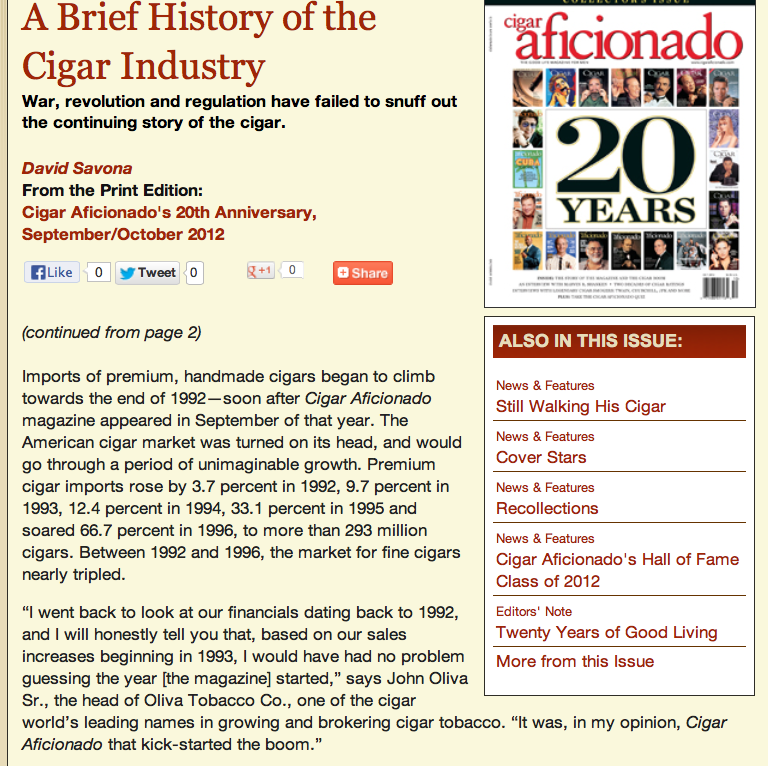 A Brief History of the
Cigar Industry
War, revolution and regulation have failed to snuff out
the continuing story of the cigar.
David Savona
From the Print Edition:
Cigar Aficionado's 20th Anniversary,
September/October 2012
Like 0 Tweet 0 +1 0 Share
(continued from page 2)
Imports of premium, handmade cigars began to climb
towards the end of 1992—soon after Cigar Aficionado
magazine appeared in September of that year. The
American cigar market was turned on its head, and would
go through a period of unimaginable growth. Premium
cigar imports rose by 3.7 percent in 1992, 9.7 percent in
1993, 12.4 percent in 1994, 33.1 percent in 1995 and
soared 66.7 percent in 1996, to more than 293 million
cigars. Between 1992 and 1996, the market for fine cigars
nearly tripled.
“I went back to look at our financials dating back to 1992,
and I will honestly tell you that, based on our sales
increases beginning in 1993, I would have had no problem
guessing the year [the magazine] started,” says John Oliva
Sr., the head of Oliva Tobacco Co., one of the cigar
world’s leading names in growing and brokering cigar tobacco. “It was, in my opinion, Cigar
Aficionado that kick-started the boom.”
COLLECTOR'S ISSUE
cigar
aficionado
20
YEARS
CUBA
ALSO IN THIS ISSUE:
News & Features
Still Walking His Cigar
News & Features
Cover Stars
News & Features
Recollections
News & Features
Cigar Aficionado's Hall of Fame
Class of 2012
Editors' Note
Twenty Years of Good Living
More from this Issue